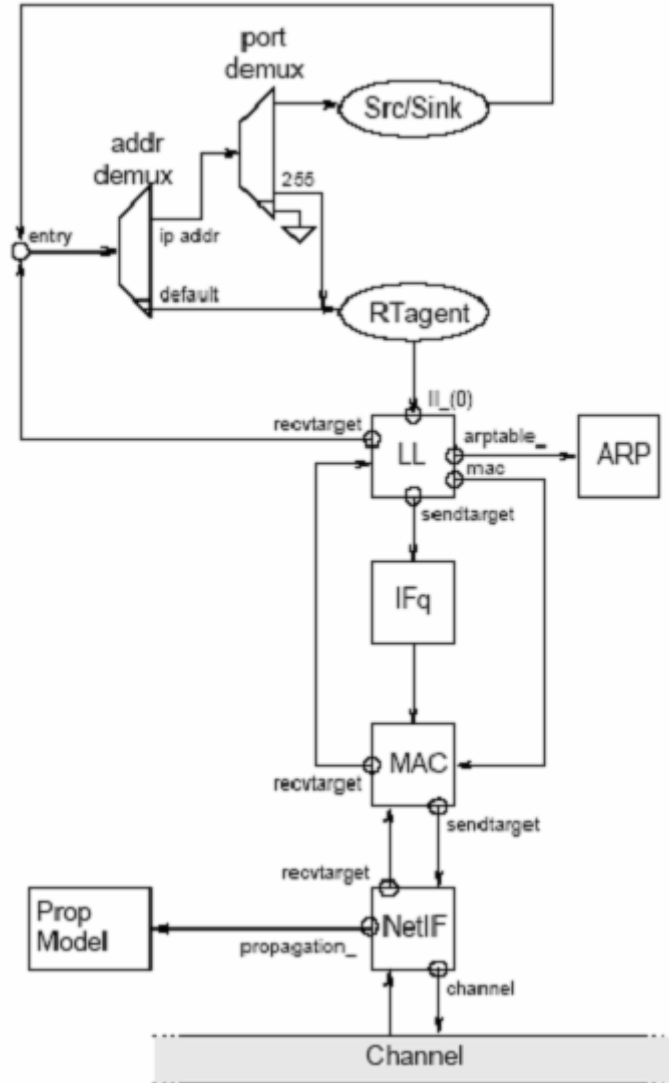 port
demux
Src/Sink
addr
demux
255
entry
ip addr
default
RTagent
ll_(0)
recvtarget
arptable_
LL
ARP
mac
sendtarget
IFq
MAC
recvtarget
sendtarget
recvtarget
Prop
Model
NetIF
propagation_
channel
Channel